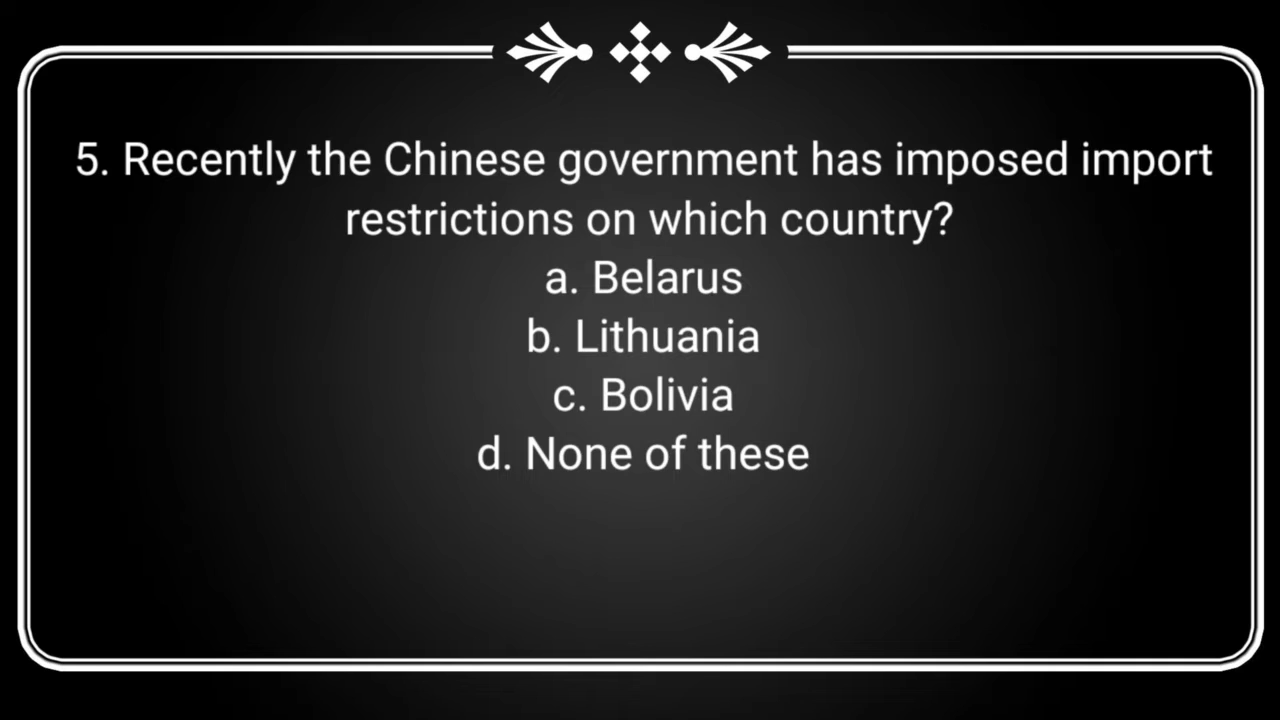 5. Recently the Chinese government has imposed import
restrictions on which country?
a. Belarus
b. Lithuania
c. Bolivia
d. None of these